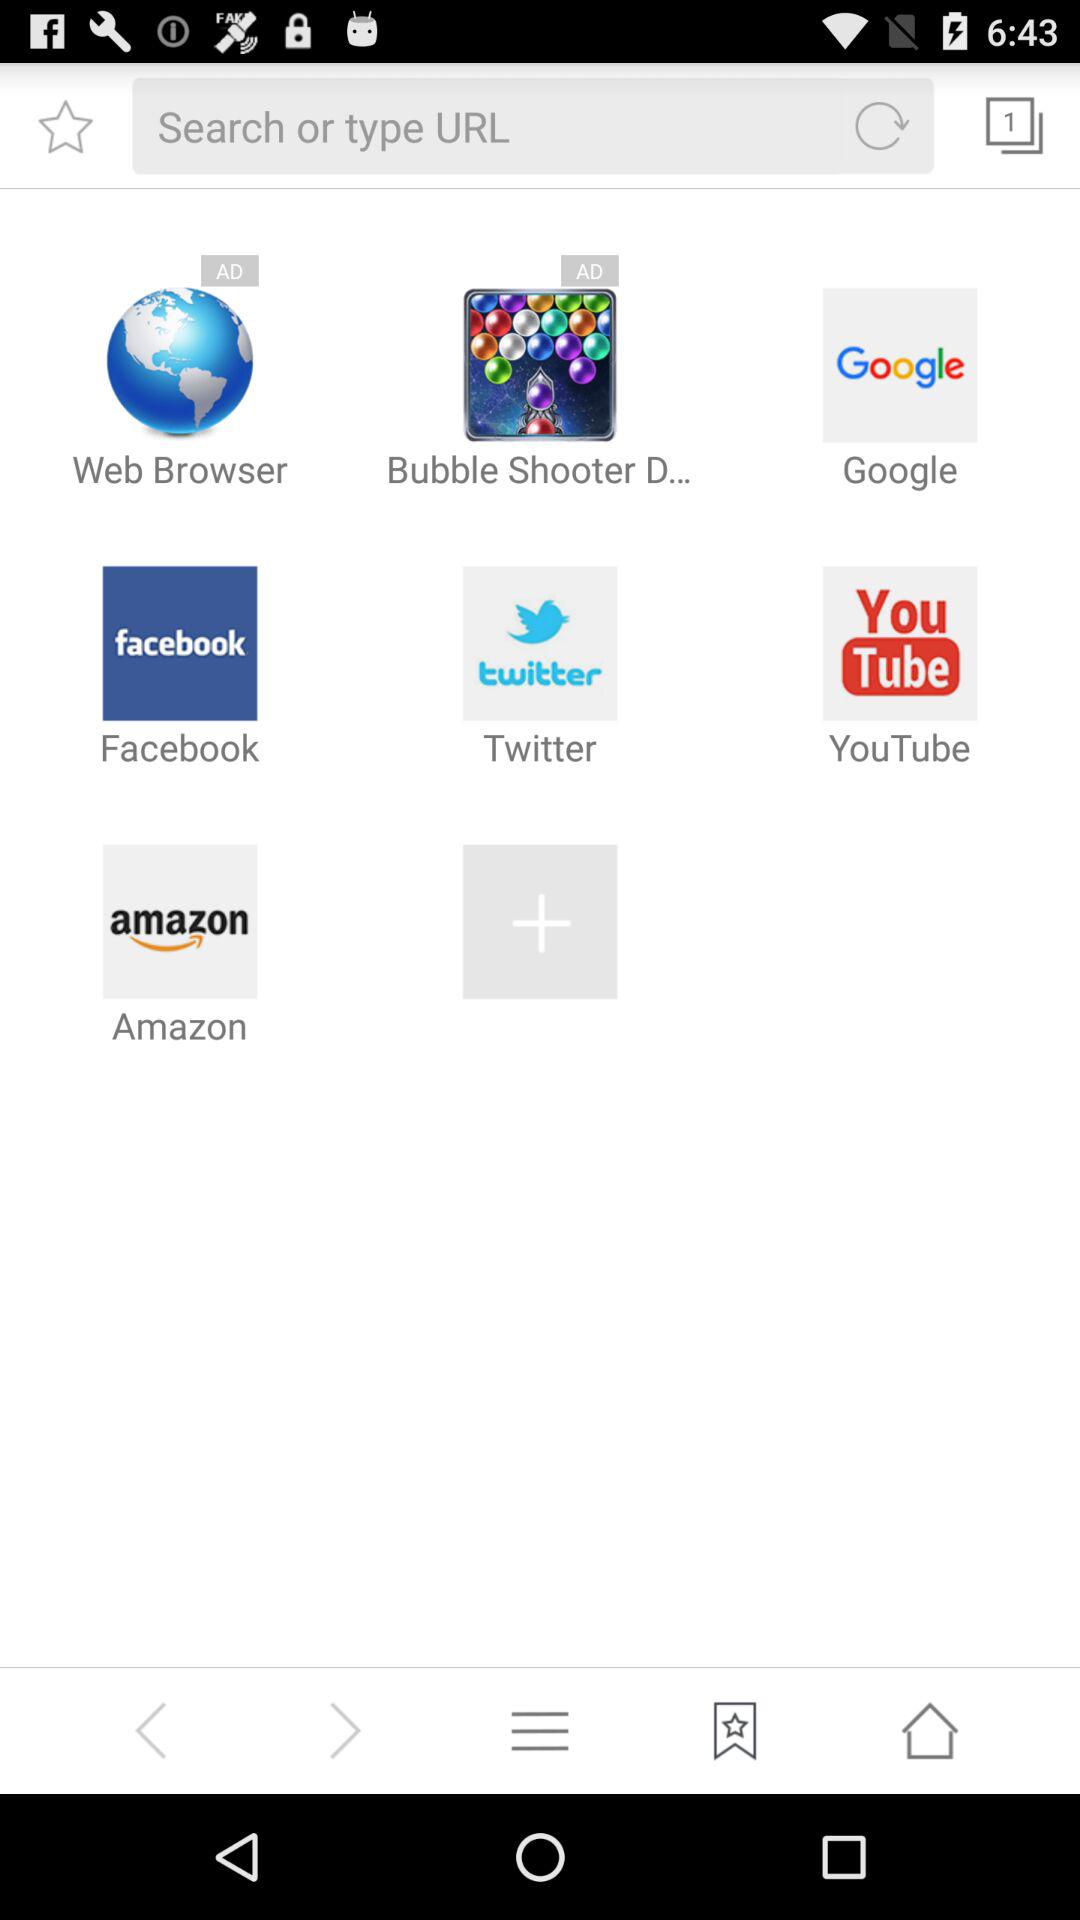 FAKE
6:43
Search or type URL
1
AD
AD
Google
Web Browser
Bubble Shooter D...
Google
facebook
twitter
You
Tube
Facebook
Twitter
YouTube
amazon
Amazon